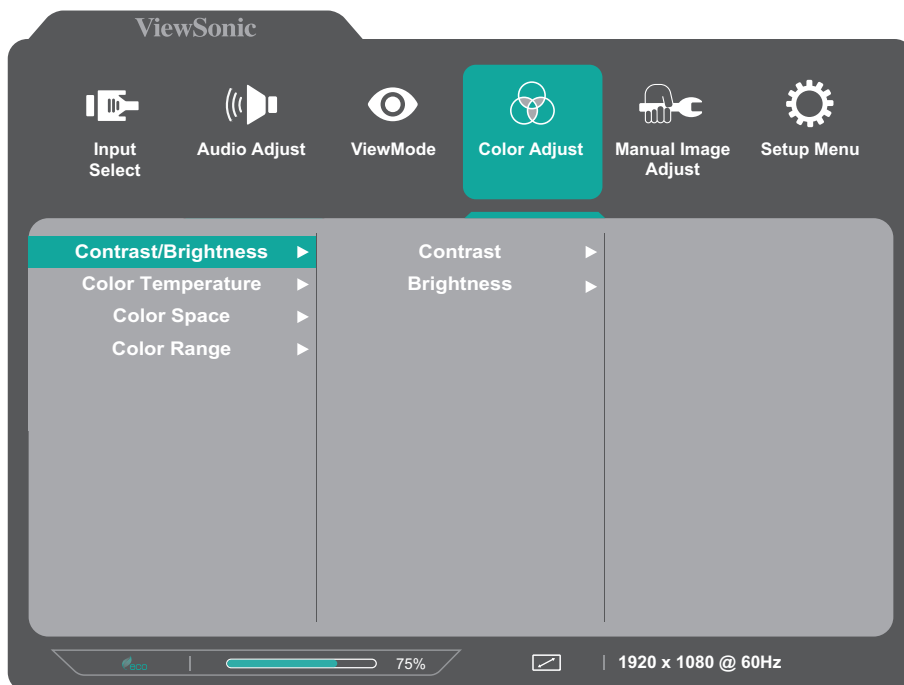 ViewSonic
Input
Select
Audio Adjust
ViewMode
Color Adjust
Manual Image
Adjust
Setup Menu
Contrast/Brightness
Color Temperature
Color Space
Color Range
Contrast
Brightness
eco
75%
1920 x 1080 @ 60Hz